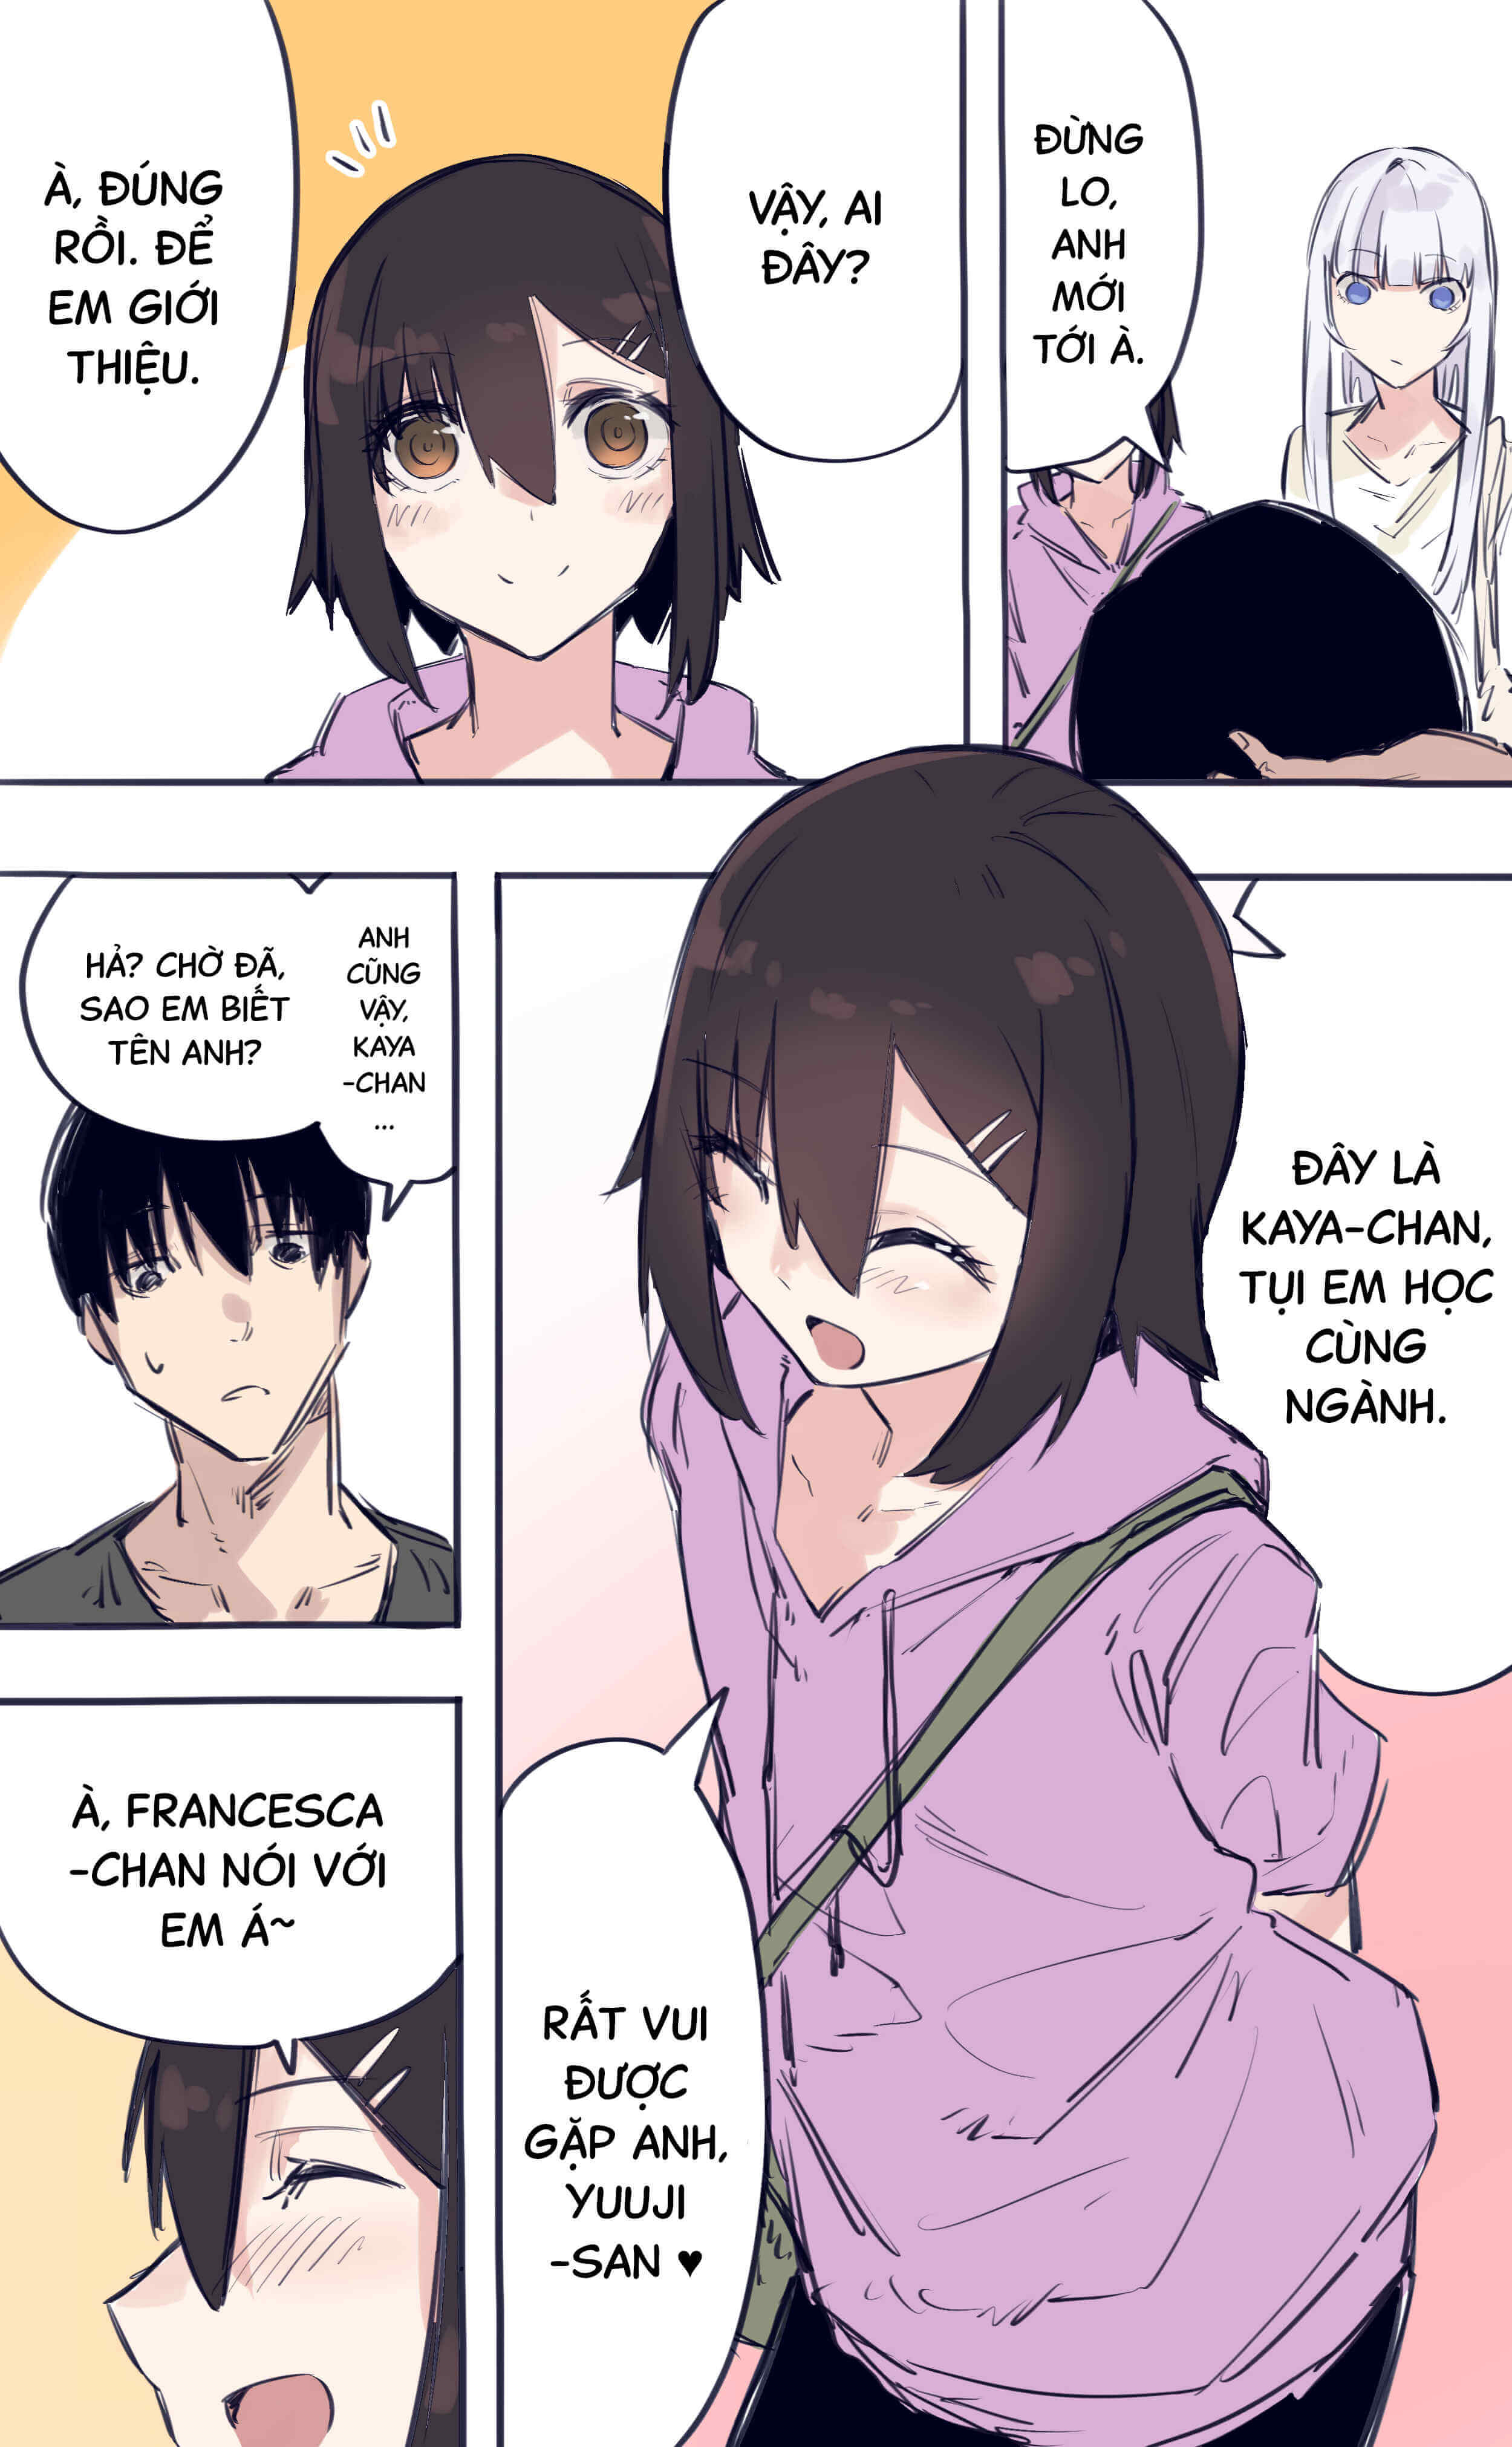 ĐỪNG
LO,
ANH
MỚI
TỚI À.
VẬY, AI
ĐÂY?
À, ĐÚNG
RỒI. ĐỂ
EM GIỚI
THIỆU.
ĐÂY LÀ
KAYA-CHAN,
TỤI EM HỌC
CÙNG
NGÀNH.
RẤT VUI
ĐƯỢC
GẶP ANH,
YUUJI
-SAN ♥
ANH
CŨNG
VẬY,
KAYA
-CHAN
...
HẢ? CHỜ ĐÃ,
SAO EM BIẾT
TÊN ANH?
À, FRANCESCA
-CHAN NÓI VỚI
EM Á~